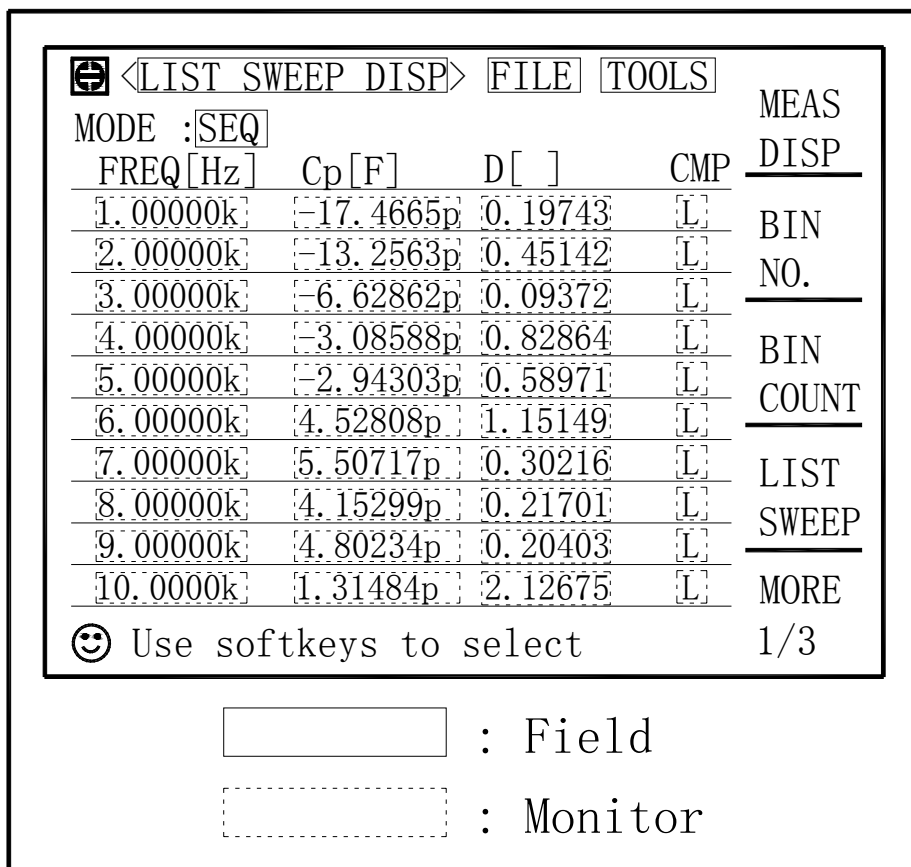 <LIST SWEEP DISP> FILE TOOLS
MODE :SEQ
FREQ[Hz] Cp[F] D[ ] CMP
1.00000k -17.4665p 0.19743 L
2.00000k -13.2563p 0.45142 L
3.00000k -6.62862p 0.09372 L
4.00000k -3.08588p 0.82864 L
5.00000k -2.94303p 0.58971 L
6.00000k 4.52808p 1.15149 L
7.00000k 5.50717p 0.30216 L
8.00000k 4.15299p 0.21701 L
9.00000k 4.80234p 0.20403 L
10.0000k 1.31484p 2.12675 L
Use softkeys to select
MEAS
DISP
BIN
NO.
BIN
COUNT
LIST
SWEEP
MORE
1/3
: Field
: Monitor